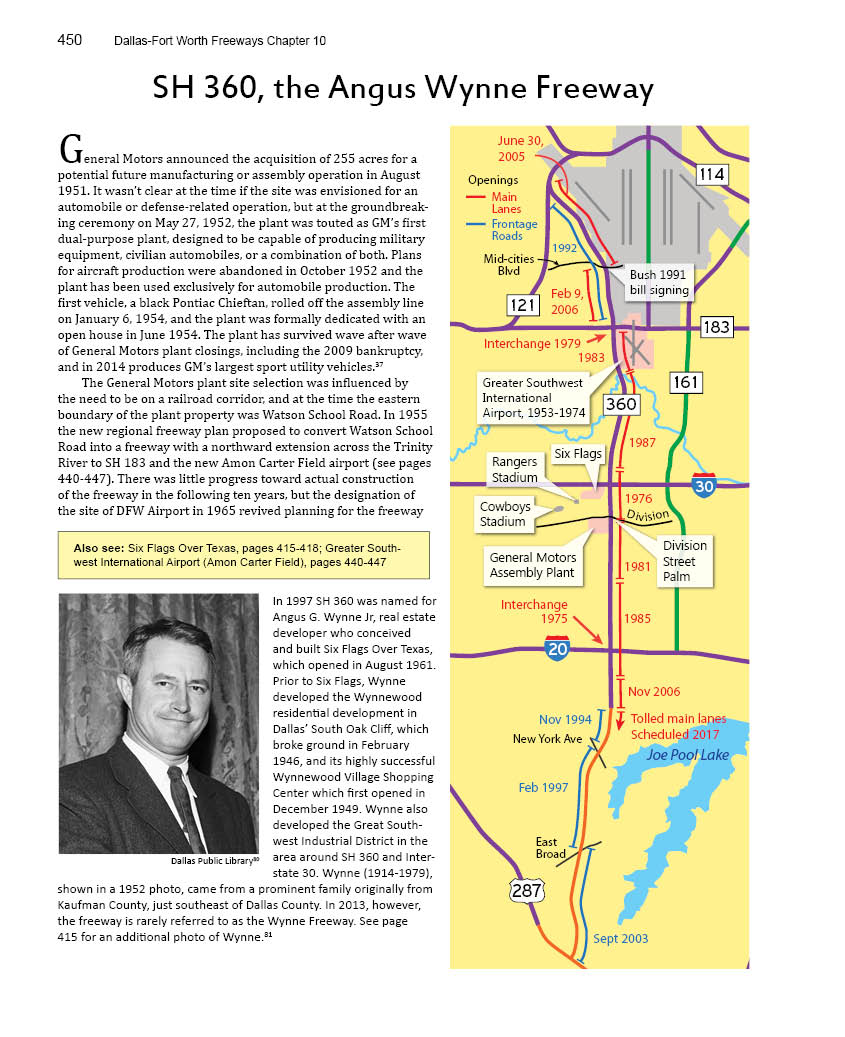 450 Dallas-Fort Worth Freeways Chapter 10
SH 360, the Angus Wynne Freeway
General Motors announced the acquisition of 255 acres for a
potential future manufacturing or assembly operation in August
1951. It wasn't clear at the time if the site was envisioned for an
automobile or defense-related operation, but at the groundbreak-
ing ceremony on May 27, 1952, the plant was touted as GM's first
dual-purpose plant, designed to be capable of producing military
equipment, civilian automobiles, or a combination of both. Plans
for aircraft production were abandoned in October 1952 and the
plant has been used exclusively for automobile production. The
first vehicle, a black Pontiac Chieftan, rolled off the assembly line
on January 6, 1954, and the plant was formally dedicated with an
open house in June 1954. The plant has survived wave after wave
of General Motors plant closings, including the 2009 bankruptcy,
and in 2014 produces GM's largest sport utility vehicles.³⁷
The General Motors plant site selection was influenced by
the need to be on a railroad corridor, and at the time the eastern
boundary of the plant property was Watson School Road. In 1955
the new regional freeway plan proposed to convert Watson School
Road into a freeway with a northward extension across the Trinity
River to SH 183 and the new Amon Carter Field airport (see pages
440-447). There was little progress toward actual construction
of the freeway in the following ten years, but the designation of
the site of DFW Airport in 1965 revived planning for the freeway
Also see: Six Flags Over Texas, pages 415-418; Greater South-
west International Airport (Amon Carter Field), pages 440-447
In 1997 SH 360 was named for
Angus G. Wynne Jr, real estate
developer who conceived
and built Six Flags Over Texas,
which opened in August 1961.
Prior to Six Flags, Wynne
developed the Wynnewood
residential development in
Dallas' South Oak Cliff, which
broke ground in February
1946, and its highly successful
Wynnewood Village Shopping
Center which first opened in
December 1949. Wynne also
developed the Great South-
west Industrial District in the
area around SH 360 and Inter-
state 30. Wynne (1914-1979),
shown in a 1952 photo, came from a prominent family originally from
Kaufman County, just southeast of Dallas County. In 2013, however,
the freeway is rarely referred to as the Wynne Freeway. See page
415 for an additional photo of Wynne.⁸¹
Dallas Public Library⁸⁰
June 30,
2005
114
Openings
Main
Lanes
Frontage
Roads
1992
Mid-cities
Blvd
Bush 1991
bill signing
121
Feb 9,
2006
183
Interchange 1979
1983
Greater Southwest
International
Airport, 1953-1974
161
360
1987
Six Flags
Rangers
Stadium
30
1976
Cowboys
Stadium
Division
General Motors
Assembly Plant
Division
Street
Palm
1981
Interchange
1975
1985
20
Nov 2006
Nov 1994
Tolled main lanes
Scheduled 2017
New York Ave
Joe Pool Lake
Feb 1997
East
Broad
287
Sept 2003